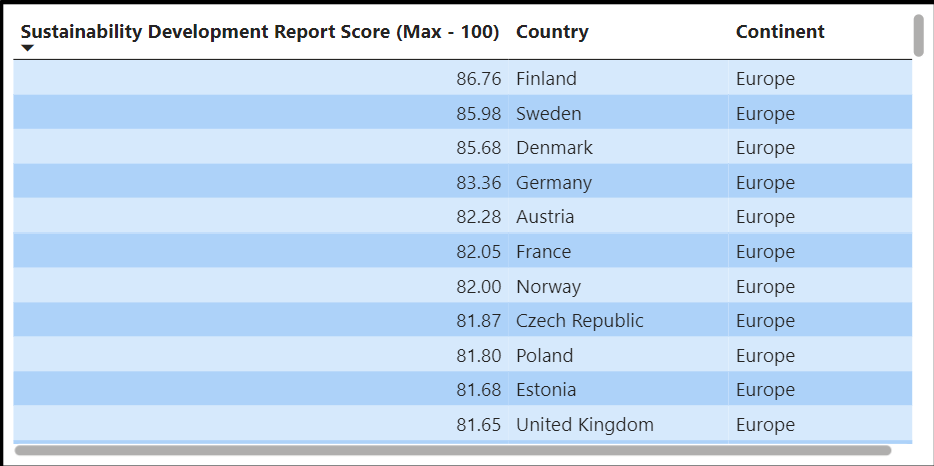 Sustainability Development Report Score (Max - 100) Country Continent
86.76 Finland Europe
85.98 Sweden Europe
85.68 Denmark Europe
83.36 Germany Europe
82.28 Austria Europe
82.05 France Europe
82.00 Norway Europe
81.87 Czech Republic Europe
81.80 Poland Europe
81.68 Estonia Europe
81.65 United Kingdom Europe